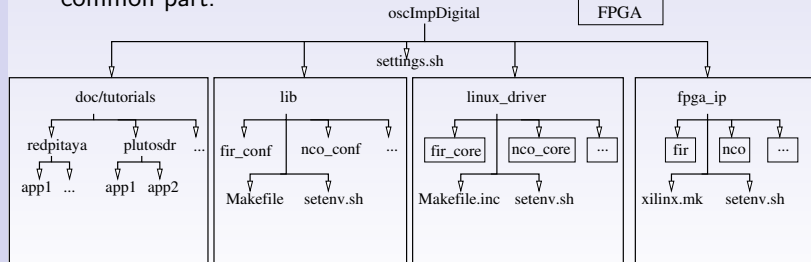 common part.
oscImpDigital
FPGA
settings.sh
doc/tutorials
lib
linux_driver
fpga_ip
redpitaya plutosdr ...
fir_conf nco_conf ...
fir_core nco_core ...
fir nco ...
app1 ... app1 app2
Makefile setenv.sh
Makefile.inc setenv.sh
xilinx.mk setenv.sh